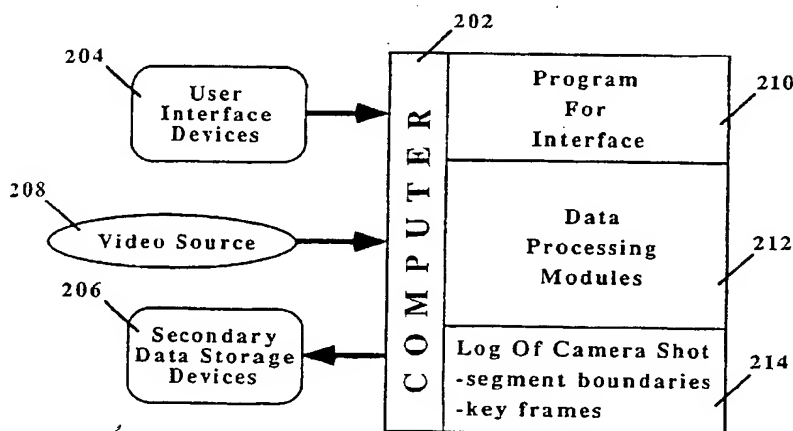 202
204
User
Interface
Devices
208
Video Source
206
Secondary
Data Storage
Devices
COMPUTER
Program
For
Interface
210
Data
Processing
Modules
212
Log Of Camera Shot
-segment boundaries
-key frames
214